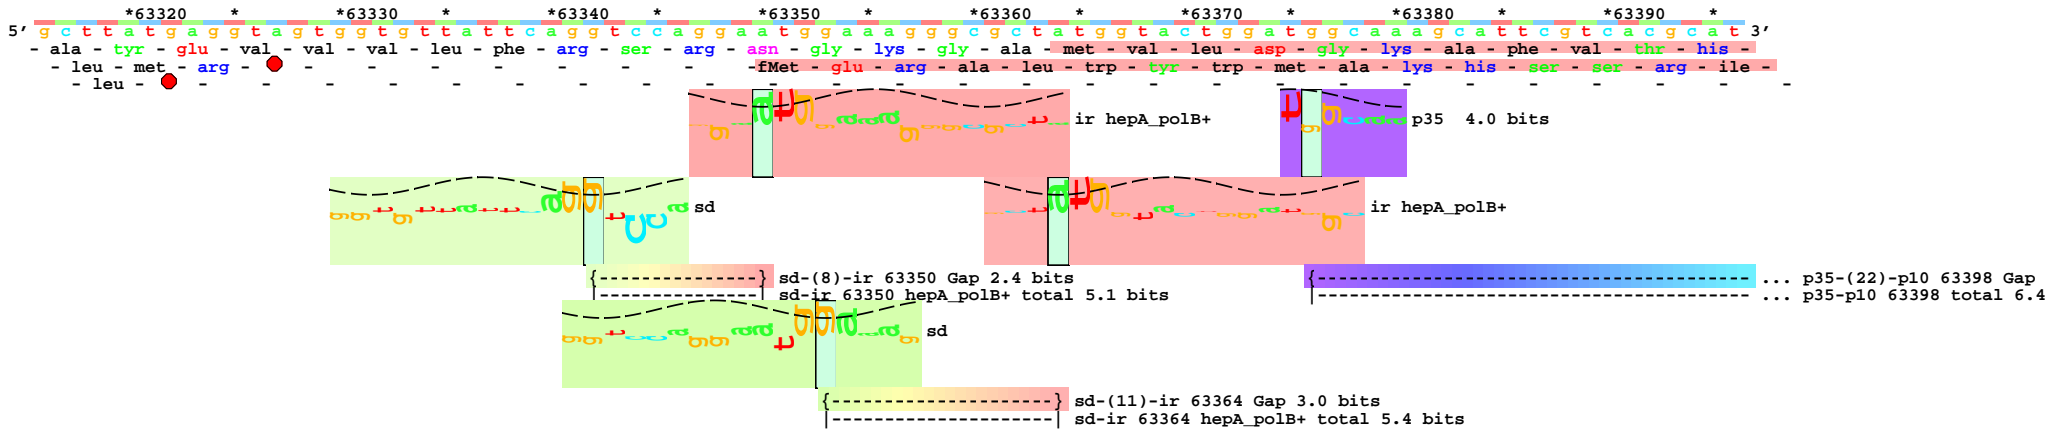 *63320 * *63330 * *63340 * *63350 * *63360 * *63370 * *63380 * *63390 *
5' g c t t a t g a g g t a g t g g t g t t a t t c a g g t c c a g g a a t g g a a a g g g c g c t a t g g t a c t g g a t g g c a a a g c a t t c g t c a c g c a t 3'
- ala - tyr - glu - val - val - val - leu - phe - arg - ser - arg - asn - gly - lys - gly - ala - met - val - leu - asp - gly - lys - ala - phe - val - thr - his -
- leu - met - arg - - - - - - - - -fMet - glu - arg - ala - leu - trp - tyr - trp - met - ala - lys - his - ser - ser - arg - ile -
- leu - - - - - - - - - - - - - - - - - - - - - - - - - -
ir hepA_polB+
p35 4.0 bits
sd
ir hepA_polB+
{---------------} sd-(8)-ir 63350 Gap 2.4 bits
{---------------------------------------- ... p35-(22)-p10 63398 Gap
|---------------| sd-ir 63350 hepA_polB+ total 5.1 bits
|---------------------------------------- ... p35-p10 63398 total 6.4
sd
{---------------------} sd-(11)-ir 63364 Gap 3.0 bits
|---------------------| sd-ir 63364 hepA_polB+ total 5.4 bits